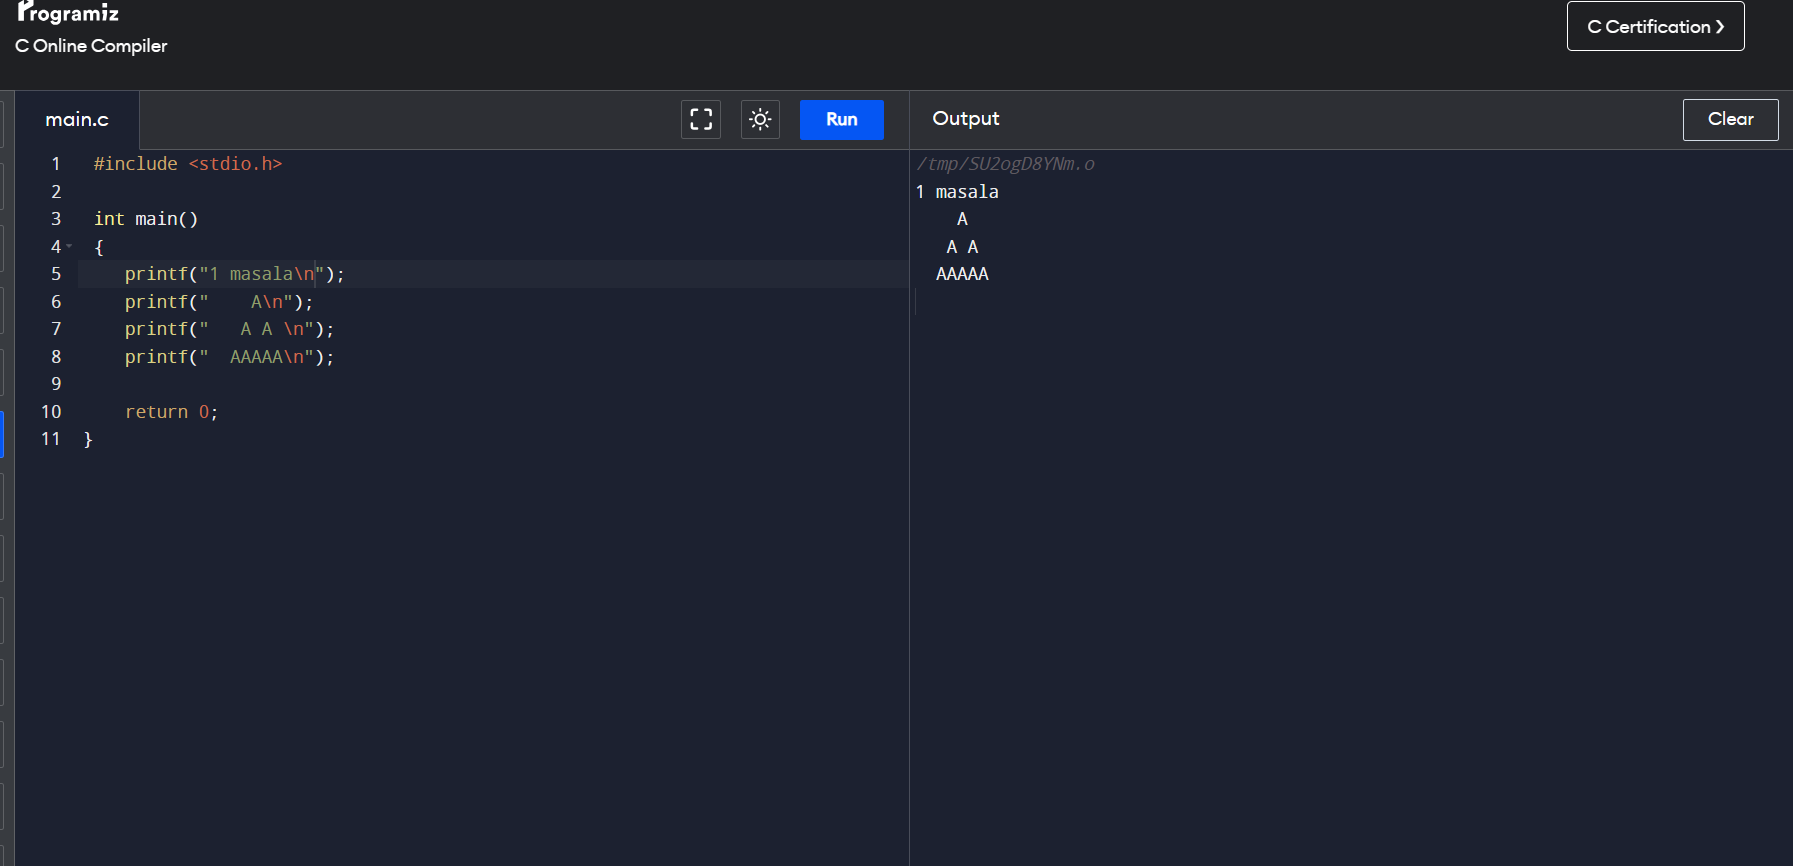 Programiz
C Online Compiler
C Certification ❯
main.c
Run
Output
Clear
1 #include <stdio.h>
2
3 int main()
4 {
5    printf("1 masala\n");
6    printf("    A\n");
7    printf("   A A \n");
8    printf("  AAAAA\n");
9
10    return 0;
11 }
/tmp/SU2ogD8YNm.o
1 masala
    A
   A A
  AAAAA